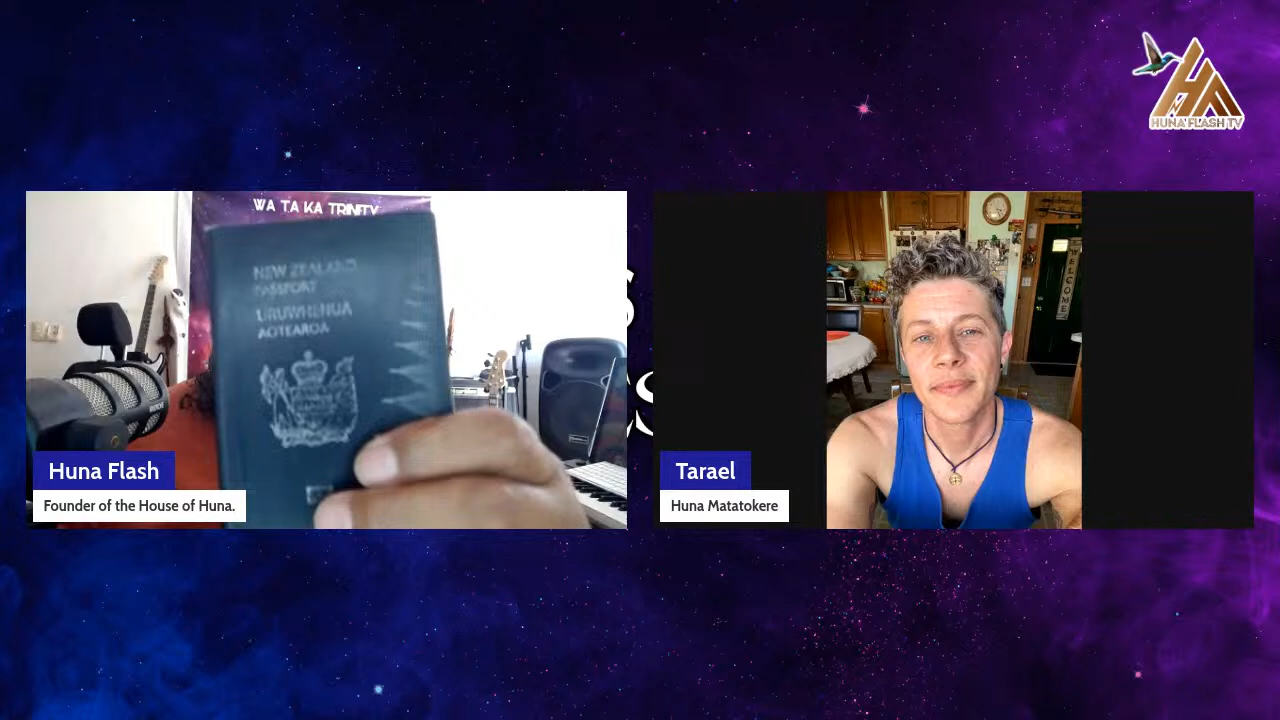 HUNA FLASH TV
WA TA KA TRINITY
NEW ZEALAND
PASSPORT
URUWHENUA
AOTEAROA
WELCOME
Huna Flash
Founder of the House of Huna.
Tarael
Huna Matatokere